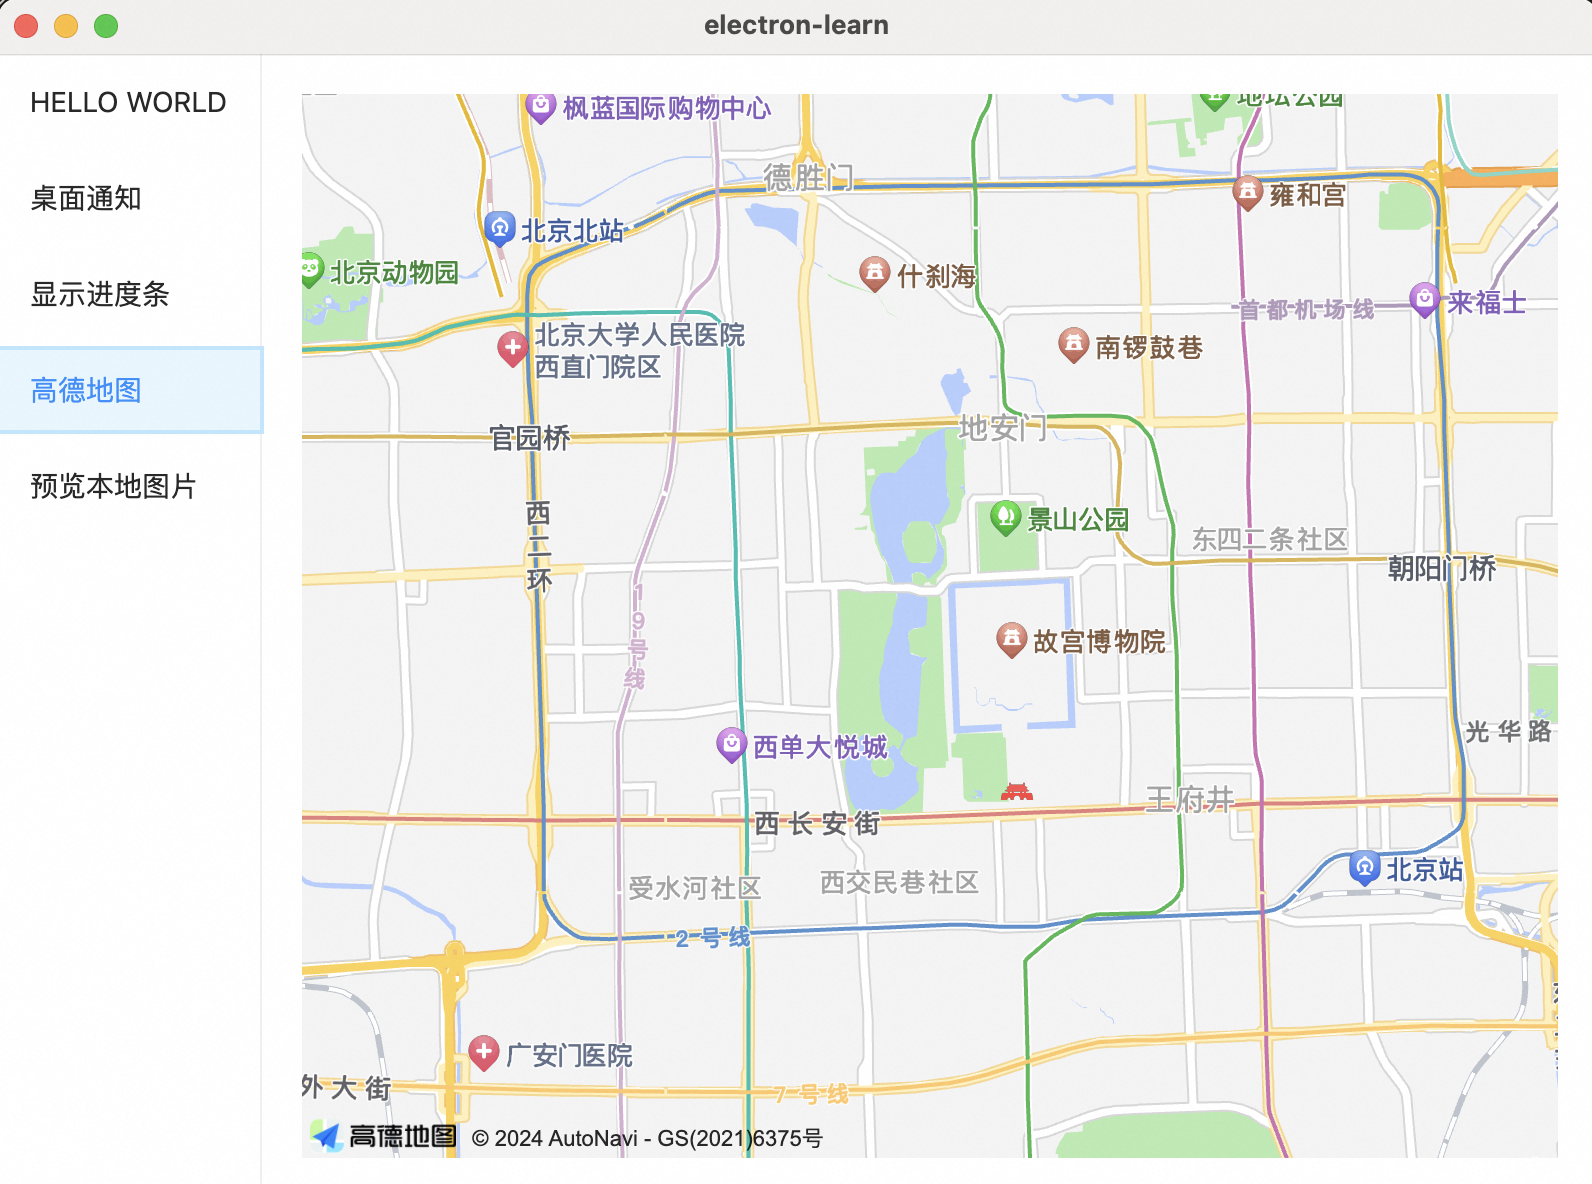 electron-learn
HELLO WORLD
桌面通知
显示进度条
高德地图
预览本地图片
枫蓝国际购物中心
地坛公园
德胜门
雍和宫
北京北站
北京动物园
什刹海
首都机场线
来福士
北京大学人民医院
西直门院区
南锣鼓巷
官园桥
地安门
西二环
景山公园
东四二条社区
朝阳门桥
19号线
故宫博物院
西单大悦城
光华路
王府井
西长安街
北京站
受水河社区
西交民巷社区
2号线
广安门医院
外大街
7号线
高德地图
© 2024 AutoNavi - GS(2021)6375号